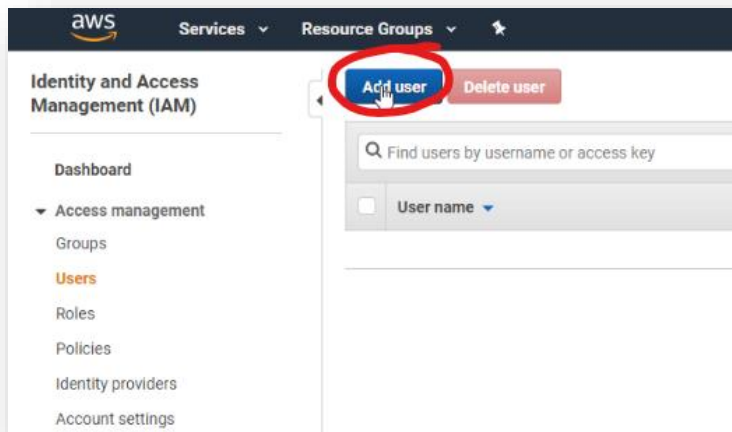 aws Services Resource Groups
Identity and Access
Management (IAM)
Add user Delete user
Find users by username or access key
User name
Dashboard
Access management
Groups
Users
Roles
Policies
Identity providers
Account settings